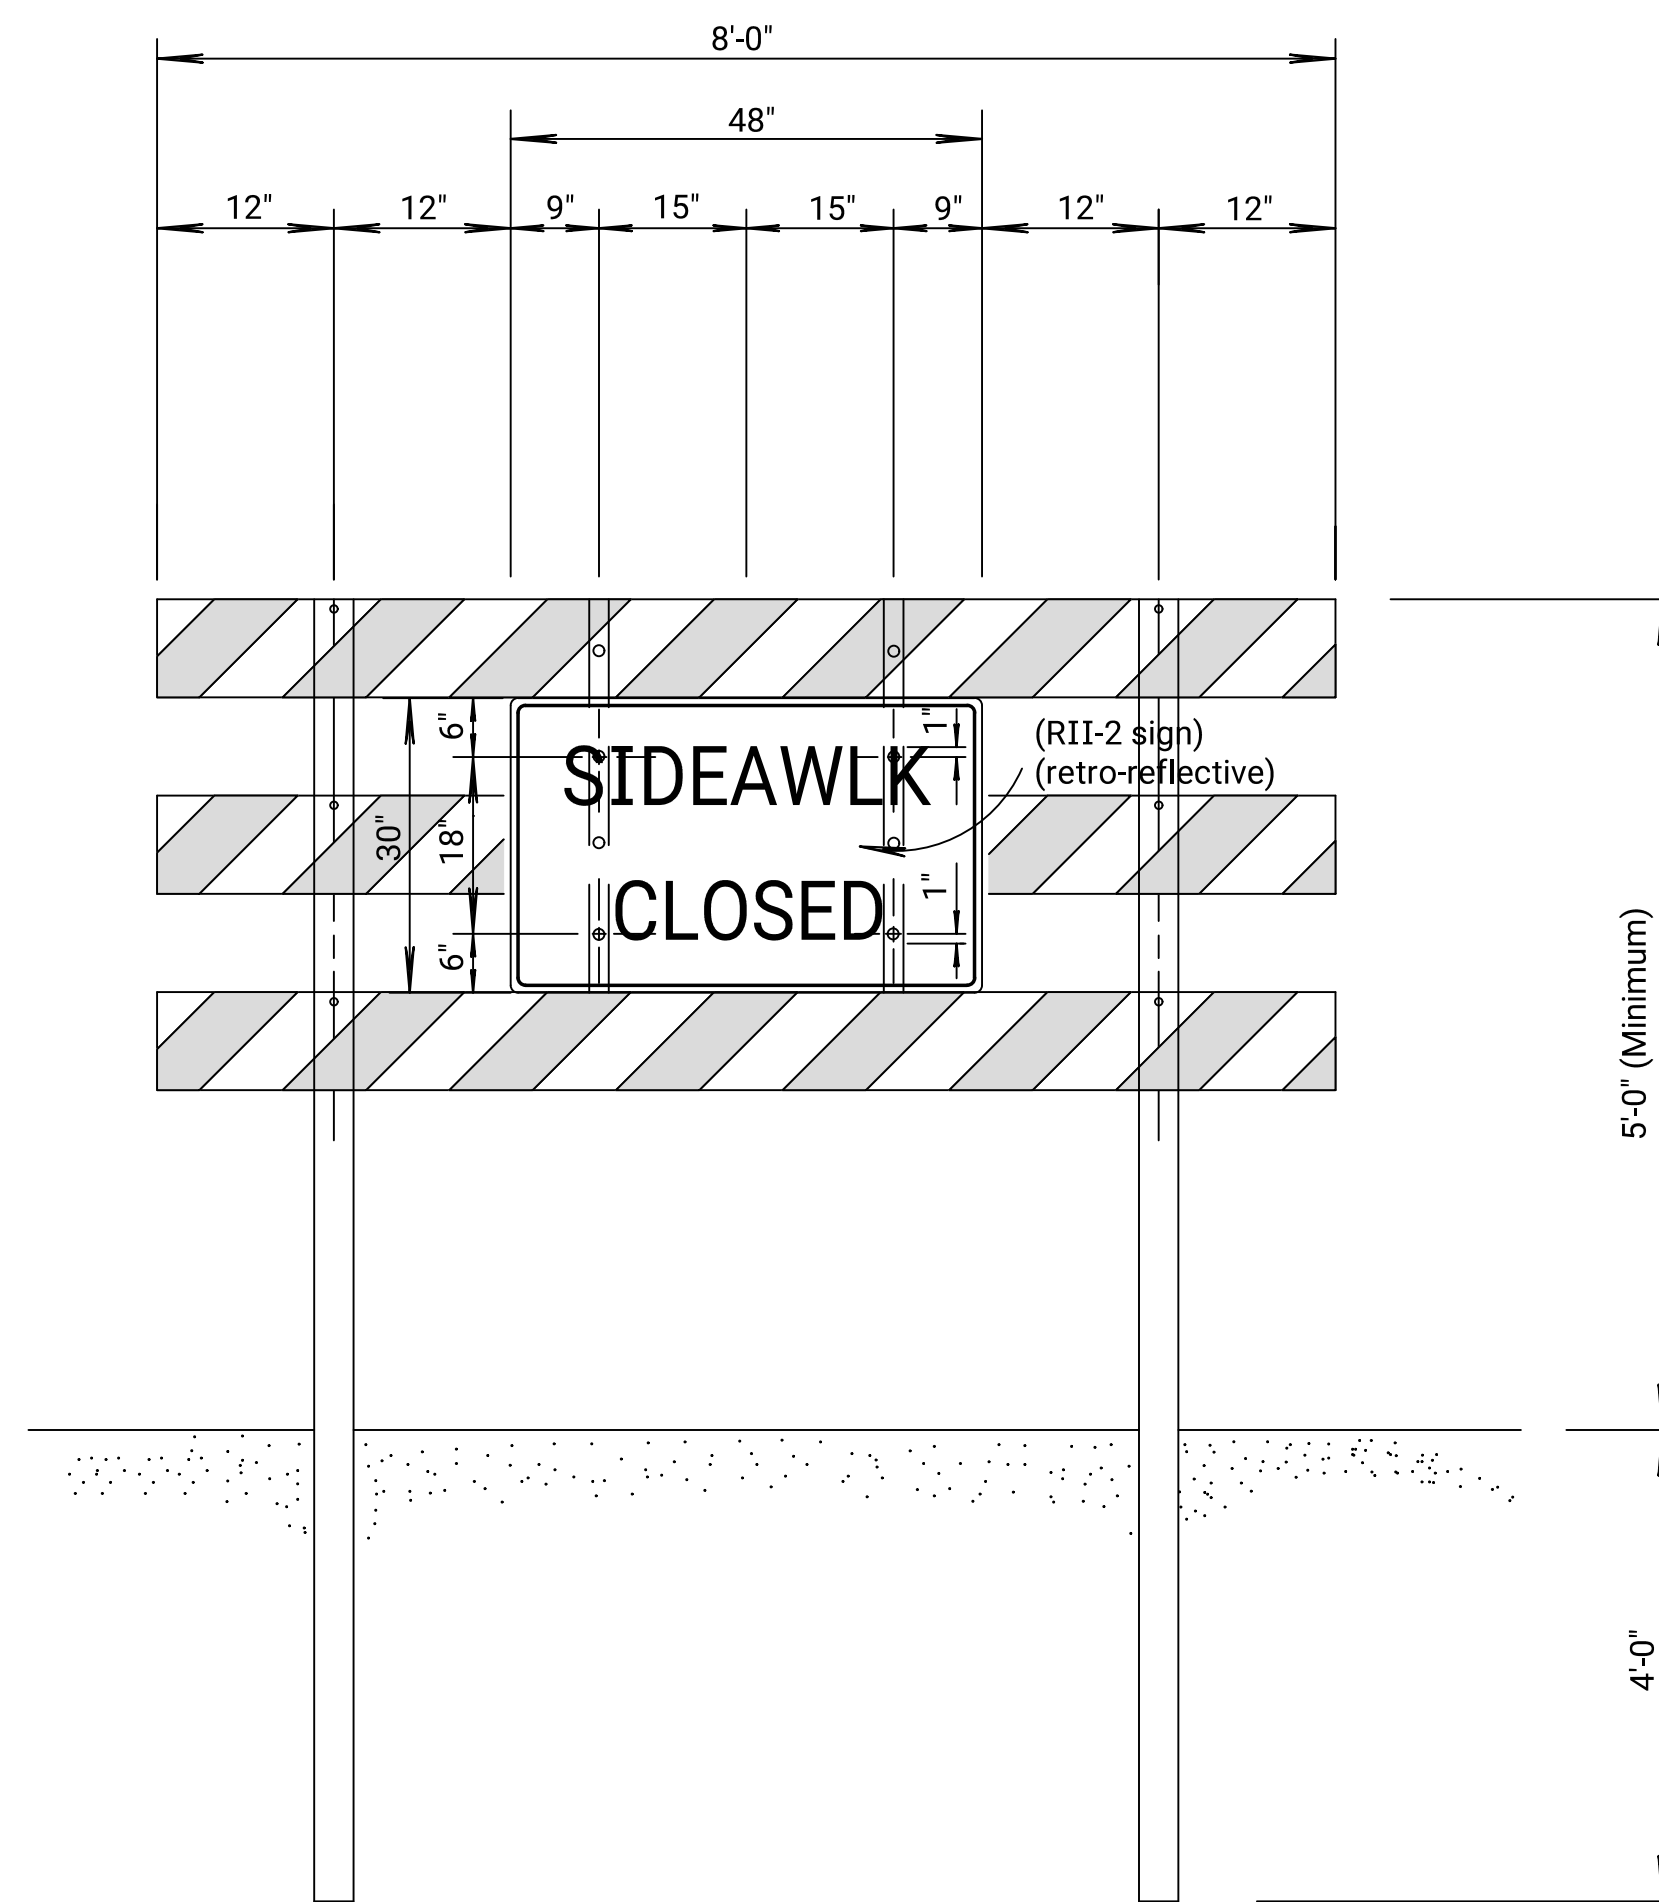 8'-0"
48"
12" 12" 9" 15" 15" 9" 12" 12"
6"
1"
(RII-2 sign)
(retro-reflective)
SIDEAWLK
30"
18"
CLOSED
1"
6"
5'-0" (Minimum)
4'-0"